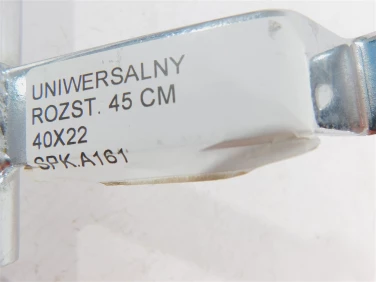 UNIWERSALNY
ROZST. 45 CM
40X22
SPK.A161